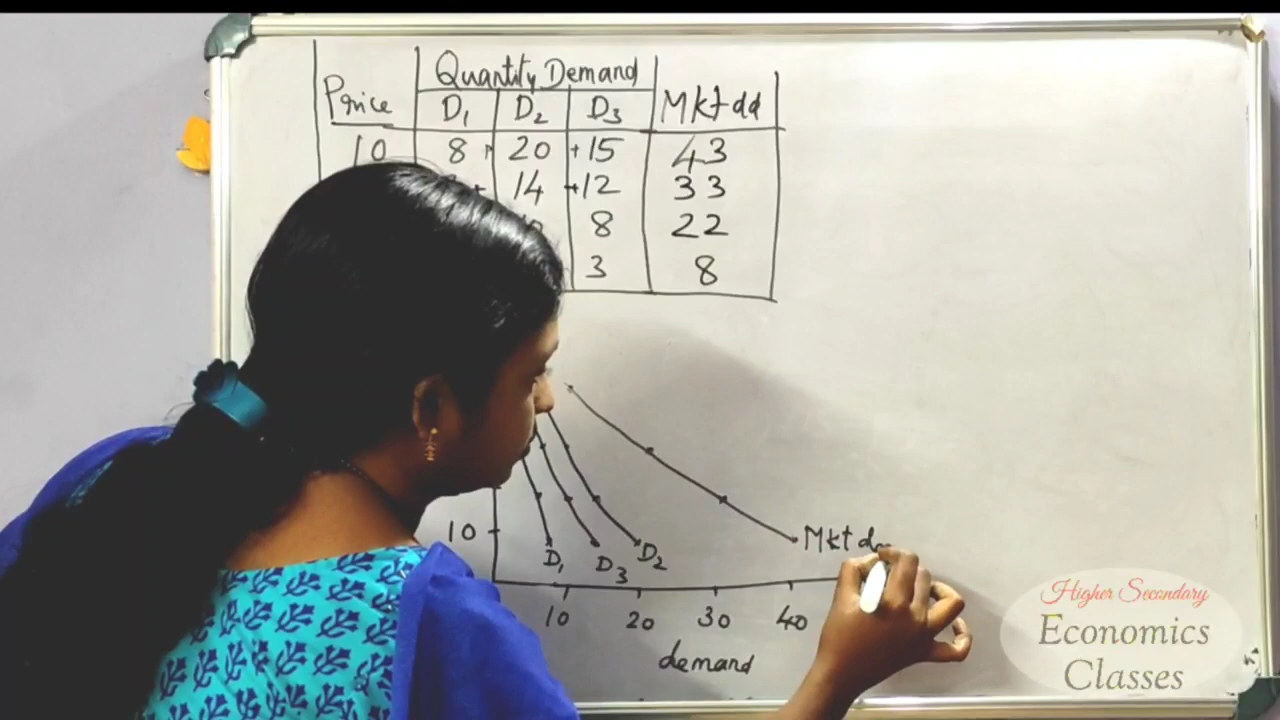 Quantity Demand
Price D1 D2 D3 Mkt dd
10 8 + 20 + 15 43
+ 14 + 12 33
8 22
3 8
10
D1 D3 D2 Mkt d
10 20 30 40
demand
Higher Secondary
Economics
Classes